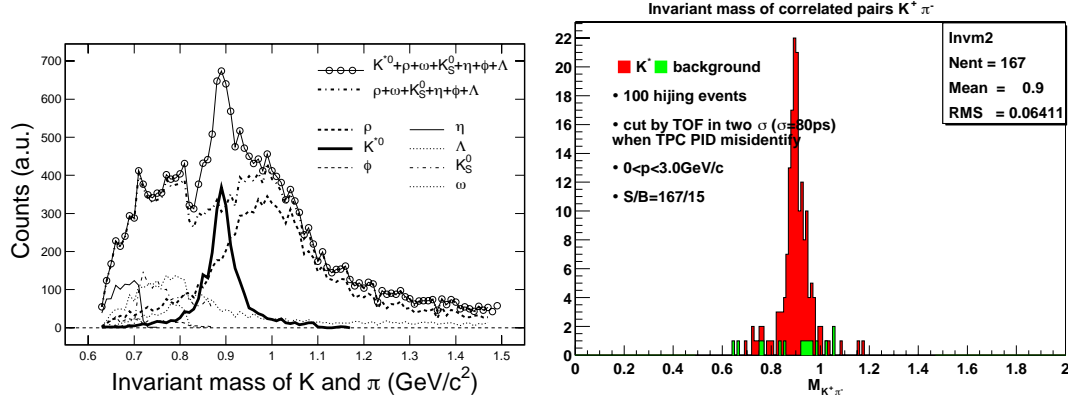 700
600
500
400
300
200
100
0
Counts (a.u.)
K*0+ρ+ω+K0S+η+φ+Λ
ρ+ω+K0S+η+φ+Λ
ρ
η
K*0
Λ
φ
K0S
ω
0.6 0.7 0.8 0.9 1 1.1 1.2 1.3 1.4 1.5
Invariant mass of K and π (GeV/c2)
Invariant mass of correlated pairs K+ π-
Invm2
Nent = 167
Mean = 0.9
RMS = 0.06411
22
20
18
16
14
12
10
8
6
4
2
0
K* background
• 100 hijing events
• cut by TOF in two σ (σ=80ps)
when TPC PID misidentify
• 0<p<3.0GeV/c
• S/B=167/15
0 0.2 0.4 0.6 0.8 1 1.2 1.4 1.6 1.8 2
MK+π-